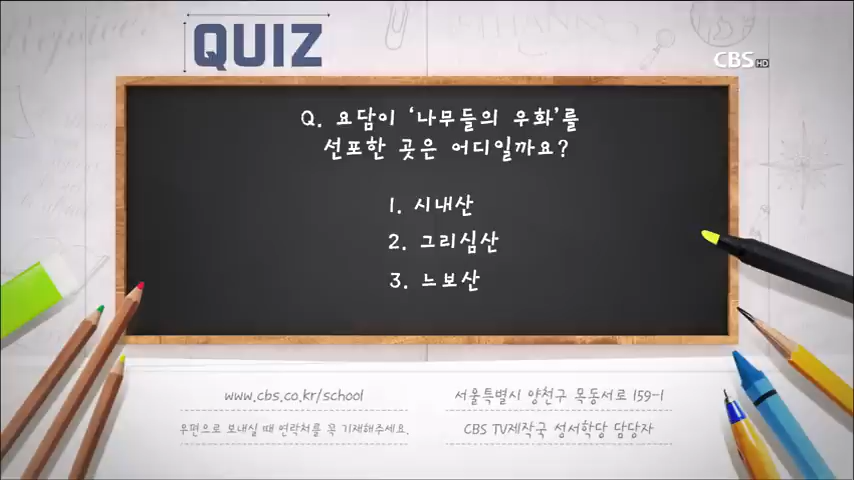 QUIZ
CBS HD
Q. 요담이 ‘나무들의 우화’를
선포한 곳은 어디일까요?
1. 시내산
2. 그리심산
3. 느보산
www.cbs.co.kr/school
우편으로 보내실 때 연락처를 꼭 기재해주세요.
서울특별시 양천구 목동서로 159-1
CBS TV제작국 성서학당 담당자